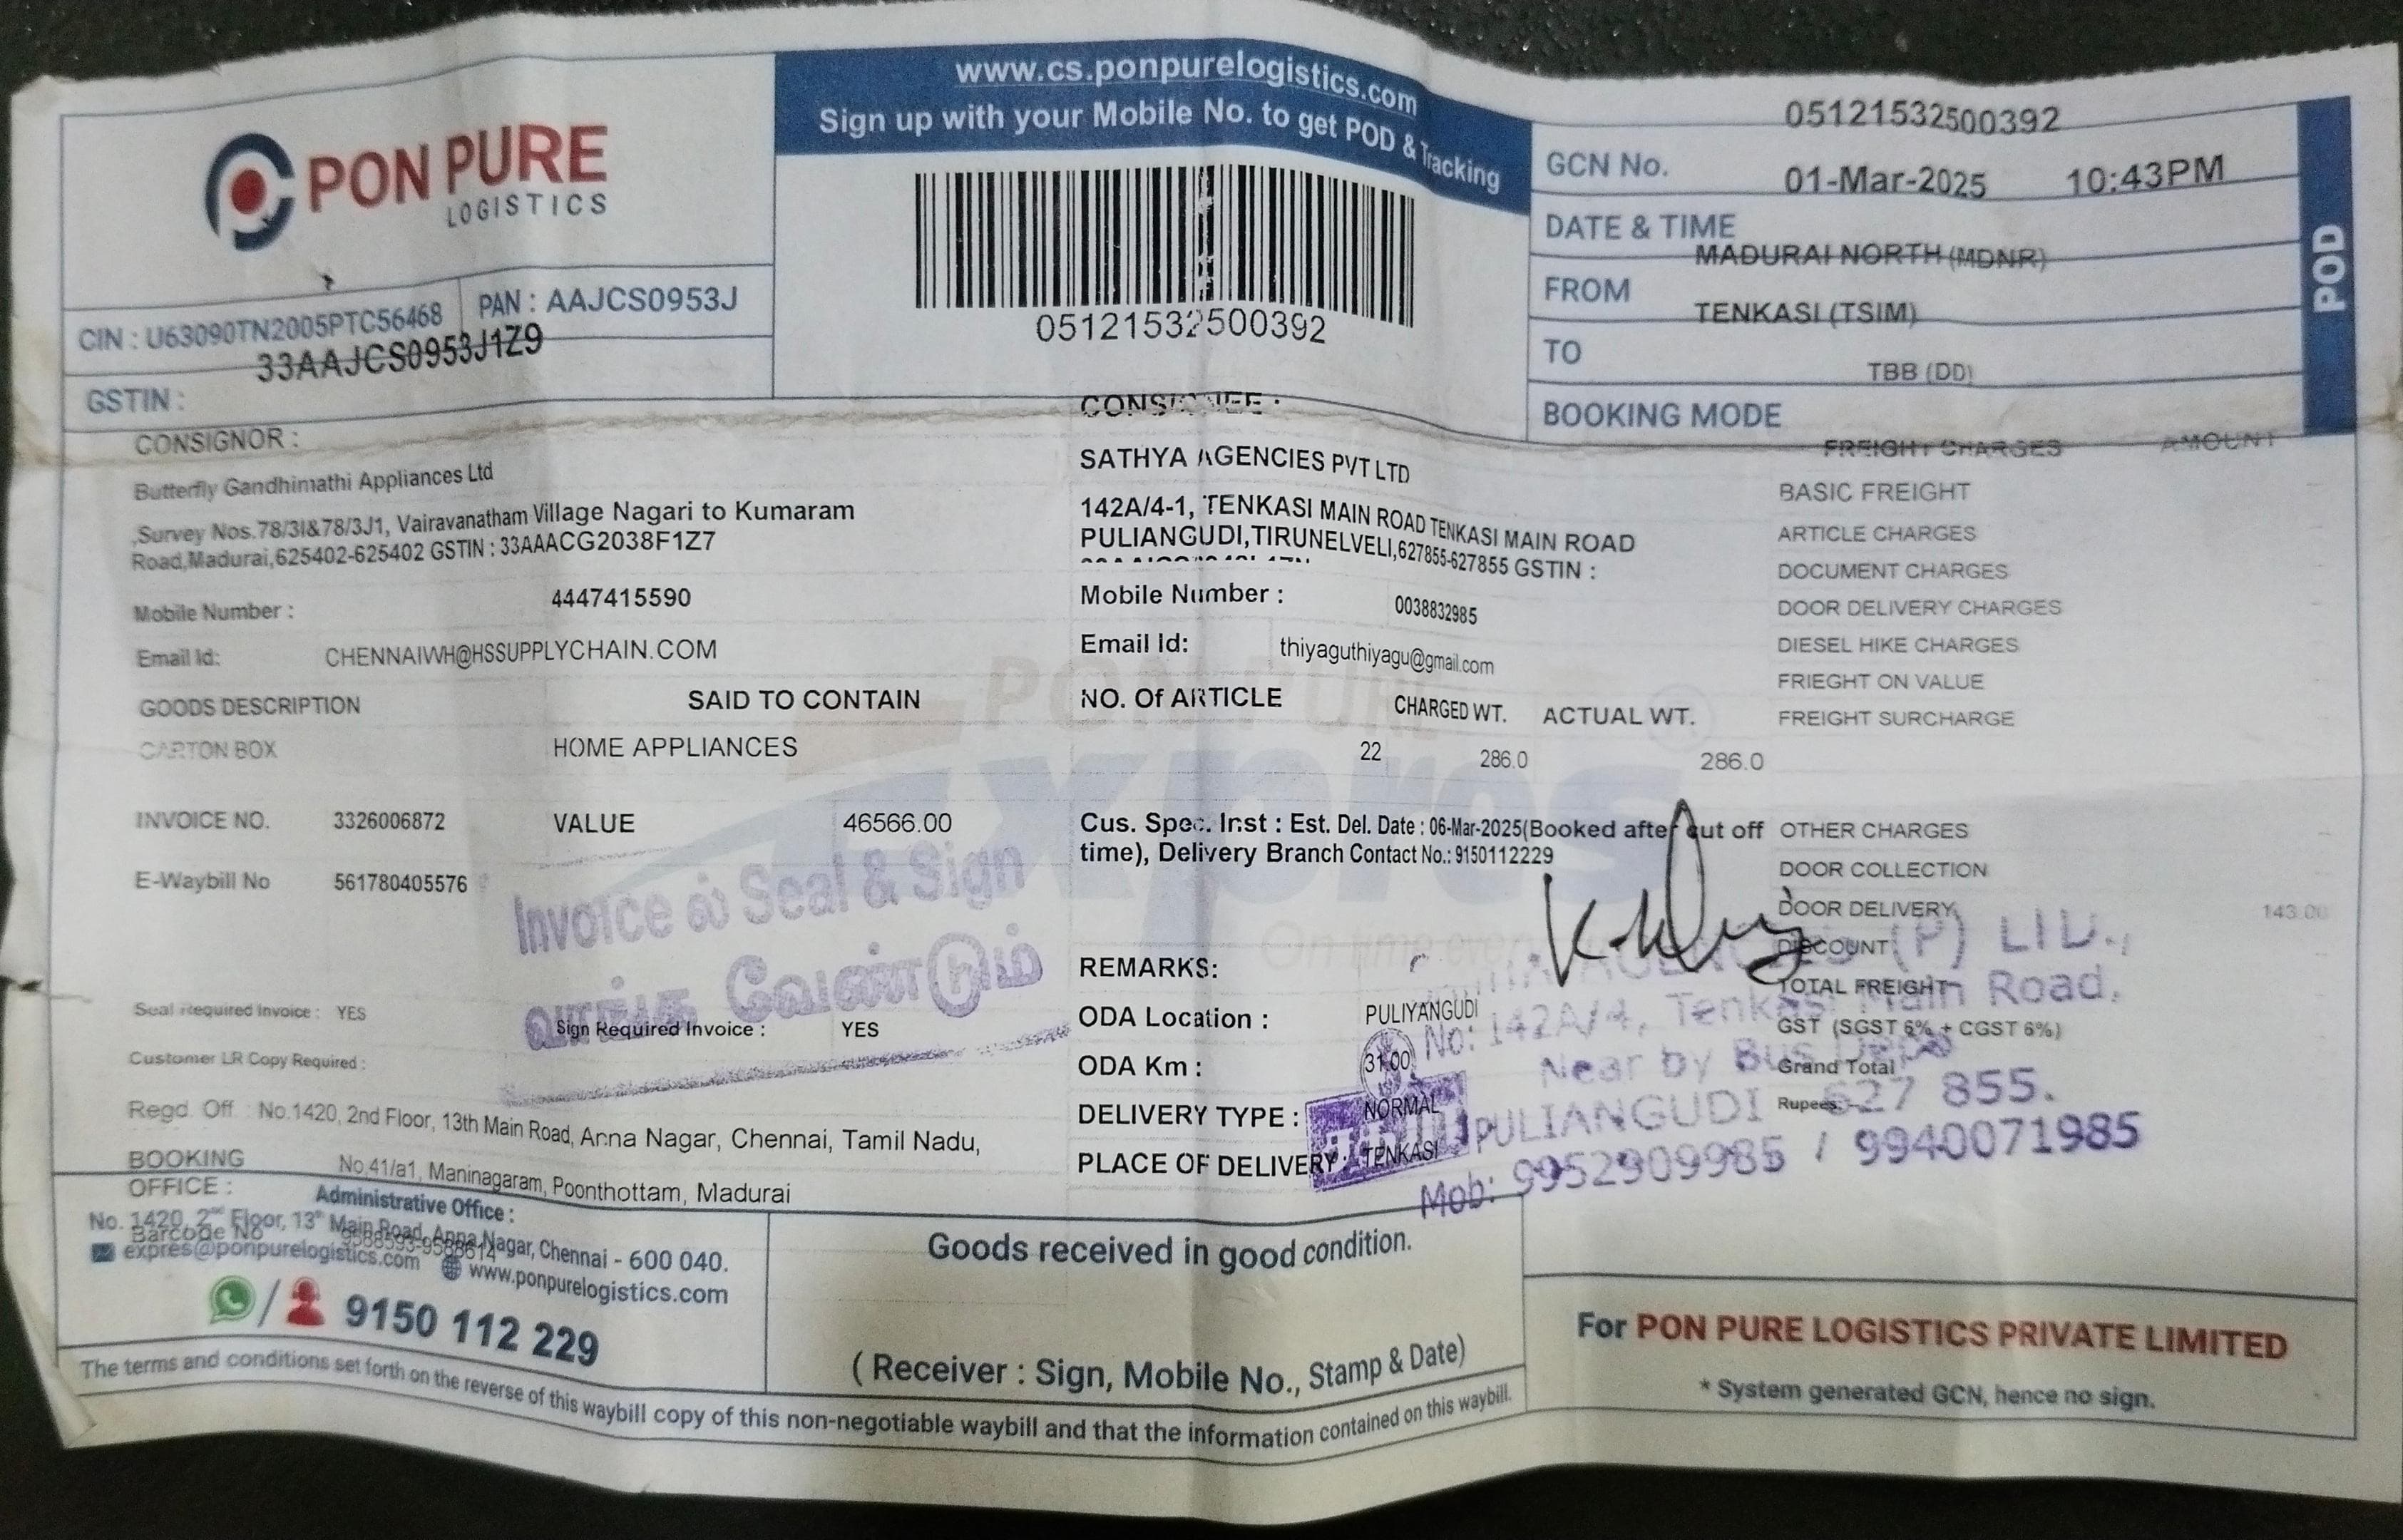 www.cs.ponpurelogistics.com
Sign up with your Mobile No. to get POD & Tracking
PON PURE
LOGISTICS
CIN : U63090TN2005PTC56468
PAN : AAJCS0953J
33AAJCS0953J1Z9
GSTIN :
05121532500392
05121532500392
GCN No.
01-Mar-2025 10:43PM
DATE & TIME
MADURAI NORTH (MDNR)
FROM
TENKASI (TSIM)
TO
TBB (DD)
BOOKING MODE
POD
CONSIGNOR :
Butterfly Gandhimathi Appliances Ltd
,Survey Nos.78/3I&78/3J1, Vairavanatham Village Nagari to Kumaram
Road,Madurai,625402-625402 GSTIN : 33AAACG2038F1Z7
Mobile Number : 4447415590
Email Id: CHENNAIWH@HSSUPPLYCHAIN.COM
CONSIGNEE :
SATHYA AGENCIES PVT LTD
142A/4-1, TENKASI MAIN ROAD TENKASI MAIN ROAD
PULIANGUDI,TIRUNELVELI,627855-627855 GSTIN :
Mobile Number : 0038832985
Email Id: thiyaguthiyagu@gmail.com
GOODS DESCRIPTION SAID TO CONTAIN NO. Of ARTICLE CHARGED WT. ACTUAL WT.
CARTON BOX HOME APPLIANCES 22 286.0 286.0
INVOICE NO. 3326006872 VALUE 46566.00
E-Waybill No 561780405576
Cus. Spec. Inst : Est. Del. Date : 06-Mar-2025(Booked after cut off
time), Delivery Branch Contact No.: 9150112229
Invoice ல் Seal & Sign
வாங்க வேண்டும்
Seal Required Invoice : YES
Sign Required Invoice : YES
Customer LR Copy Required :
REMARKS:
ODA Location : PULIYANGUDI
ODA Km : 31.00
DELIVERY TYPE : NORMAL
PLACE OF DELIVERY : TENKASI
FREIGHT CHARGES AMOUNT
BASIC FREIGHT
ARTICLE CHARGES
DOCUMENT CHARGES
DOOR DELIVERY CHARGES
DIESEL HIKE CHARGES
FRIEGHT ON VALUE
FREIGHT SURCHARGE
OTHER CHARGES
DOOR COLLECTION
DOOR DELIVERY 143.00
DISCOUNT
TOTAL FREIGHT
GST (SGST 6% + CGST 6%)
Grand Total
Rupees:
AGENCIES (P) LTD.,
No: 142A/4, Tenkasi Main Road,
Near by Bus Depo
PULIANGUDI 627 855.
Mob: 9952909985 / 9940071985
Regd. Off : No.1420, 2nd Floor, 13th Main Road, Anna Nagar, Chennai, Tamil Nadu,
BOOKING
OFFICE : No,41/a1, Maninagaram, Poonthottam, Madurai
Administrative Office :
No. 1420, 2nd Floor, 13th Main Road, Anna Nagar, Chennai - 600 040.
Barcode No 9588593-9588614
expres@ponpurelogistics.com www.ponpurelogistics.com
9150 112 229
Goods received in good condition.
( Receiver : Sign, Mobile No., Stamp & Date)
For PON PURE LOGISTICS PRIVATE LIMITED
* System generated GCN, hence no sign.
The terms and conditions set forth on the reverse of this waybill copy of this non-negotiable waybill and that the information contained on this waybill.
PON PURE
Expres
On time every